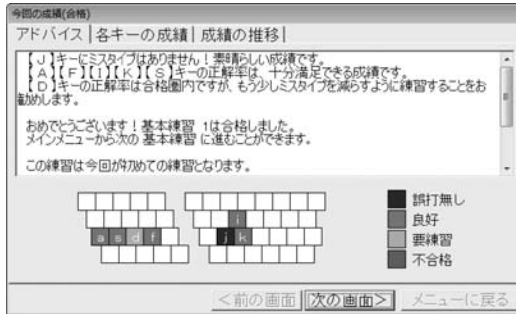 今回の成績(合格)
アドバイス 各キーの成績 成績の推移
【J】キーにミスタイプはありません!素晴らしい成績です。
【A】【F】【I】【K】【S】キーの正解率は、十分満足できる成績です。
【D】キーの正解率は合格圏内ですが、もう少しミスタイプを減らすように練習することをお
勧めします。
おめでとうございます!基本練習 1は合格しました。
メインメニューから次の 基本練習 に進むことができます。
この練習は今回が初めての練習となります。
i
a s d f j k
誤打無し
良好
要練習
不合格
<前の画面 次の画面> メニューに戻る